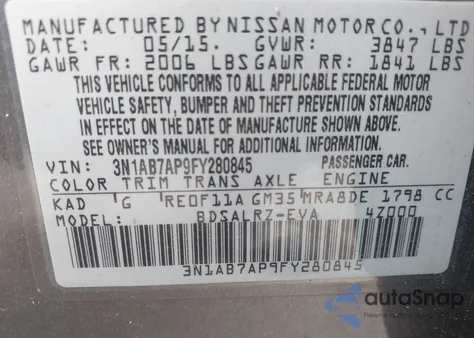 MANUFACTURED BY NISSAN MOTOR CO., LTD
DATE: 05/15. GVWR: 3847 LBS
GAWR FR: 2006 LBS GAWR RR: 1841 LBS
THIS VEHICLE CONFORMS TO ALL APPLICABLE FEDERAL MOTOR
VEHICLE SAFETY, BUMPER AND THEFT PREVENTION STANDARDS
IN EFFECT ON THE DATE OF MANUFACTURE SHOWN ABOVE.
SEE OWNER'S MANUAL FOR ADDITIONAL INFORMATION.
VIN: 3N1AB7AP9FY280845 PASSENGER CAR.
COLOR TRIM TRANS AXLE ENGINE
KAD G RE0F11A GM35 MRA8DE 1798 CC
MODEL: BDSALRZ-EVA 4Z000
3N1AB7AP9FY280845
autoSnap